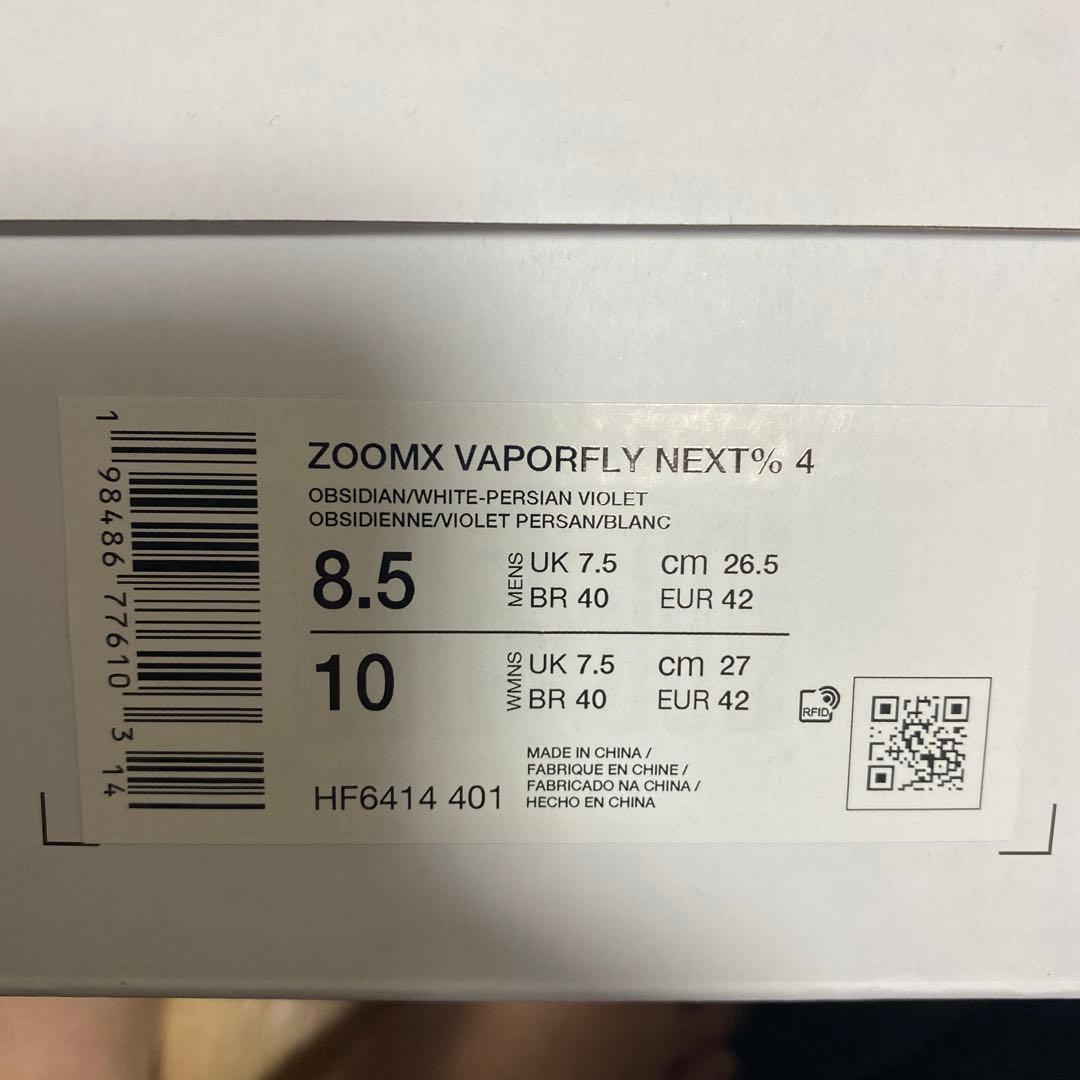 ZOOMX VAPORFLY NEXT% 4
OBSIDIAN/WHITE-PERSIAN VIOLET
OBSIDIENNE/VIOLET PERSAN/BLANC
8.5 MENS UK 7.5 cm 26.5
BR 40 EUR 42
10 WMNS UK 7.5 cm 27
BR 40 EUR 42
RFID
MADE IN CHINA /
FABRIQUE EN CHINE /
FABRICADO NA CHINA /
HECHO EN CHINA
HF6414 401
1 98486 77610 3 14